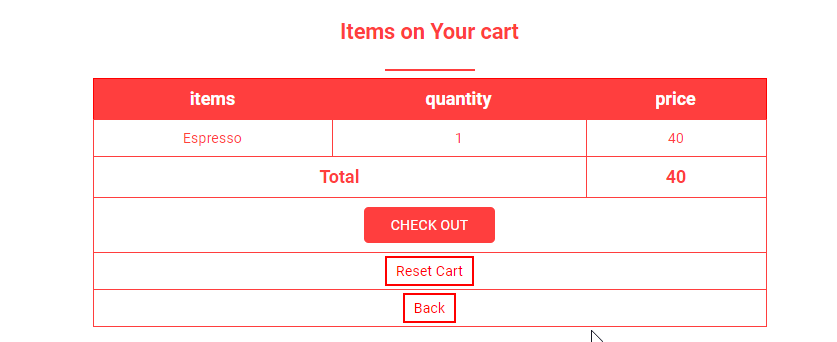 Items on Your cart
items quantity price
Espresso 1 40
Total 40
CHECK OUT
Reset Cart
Back